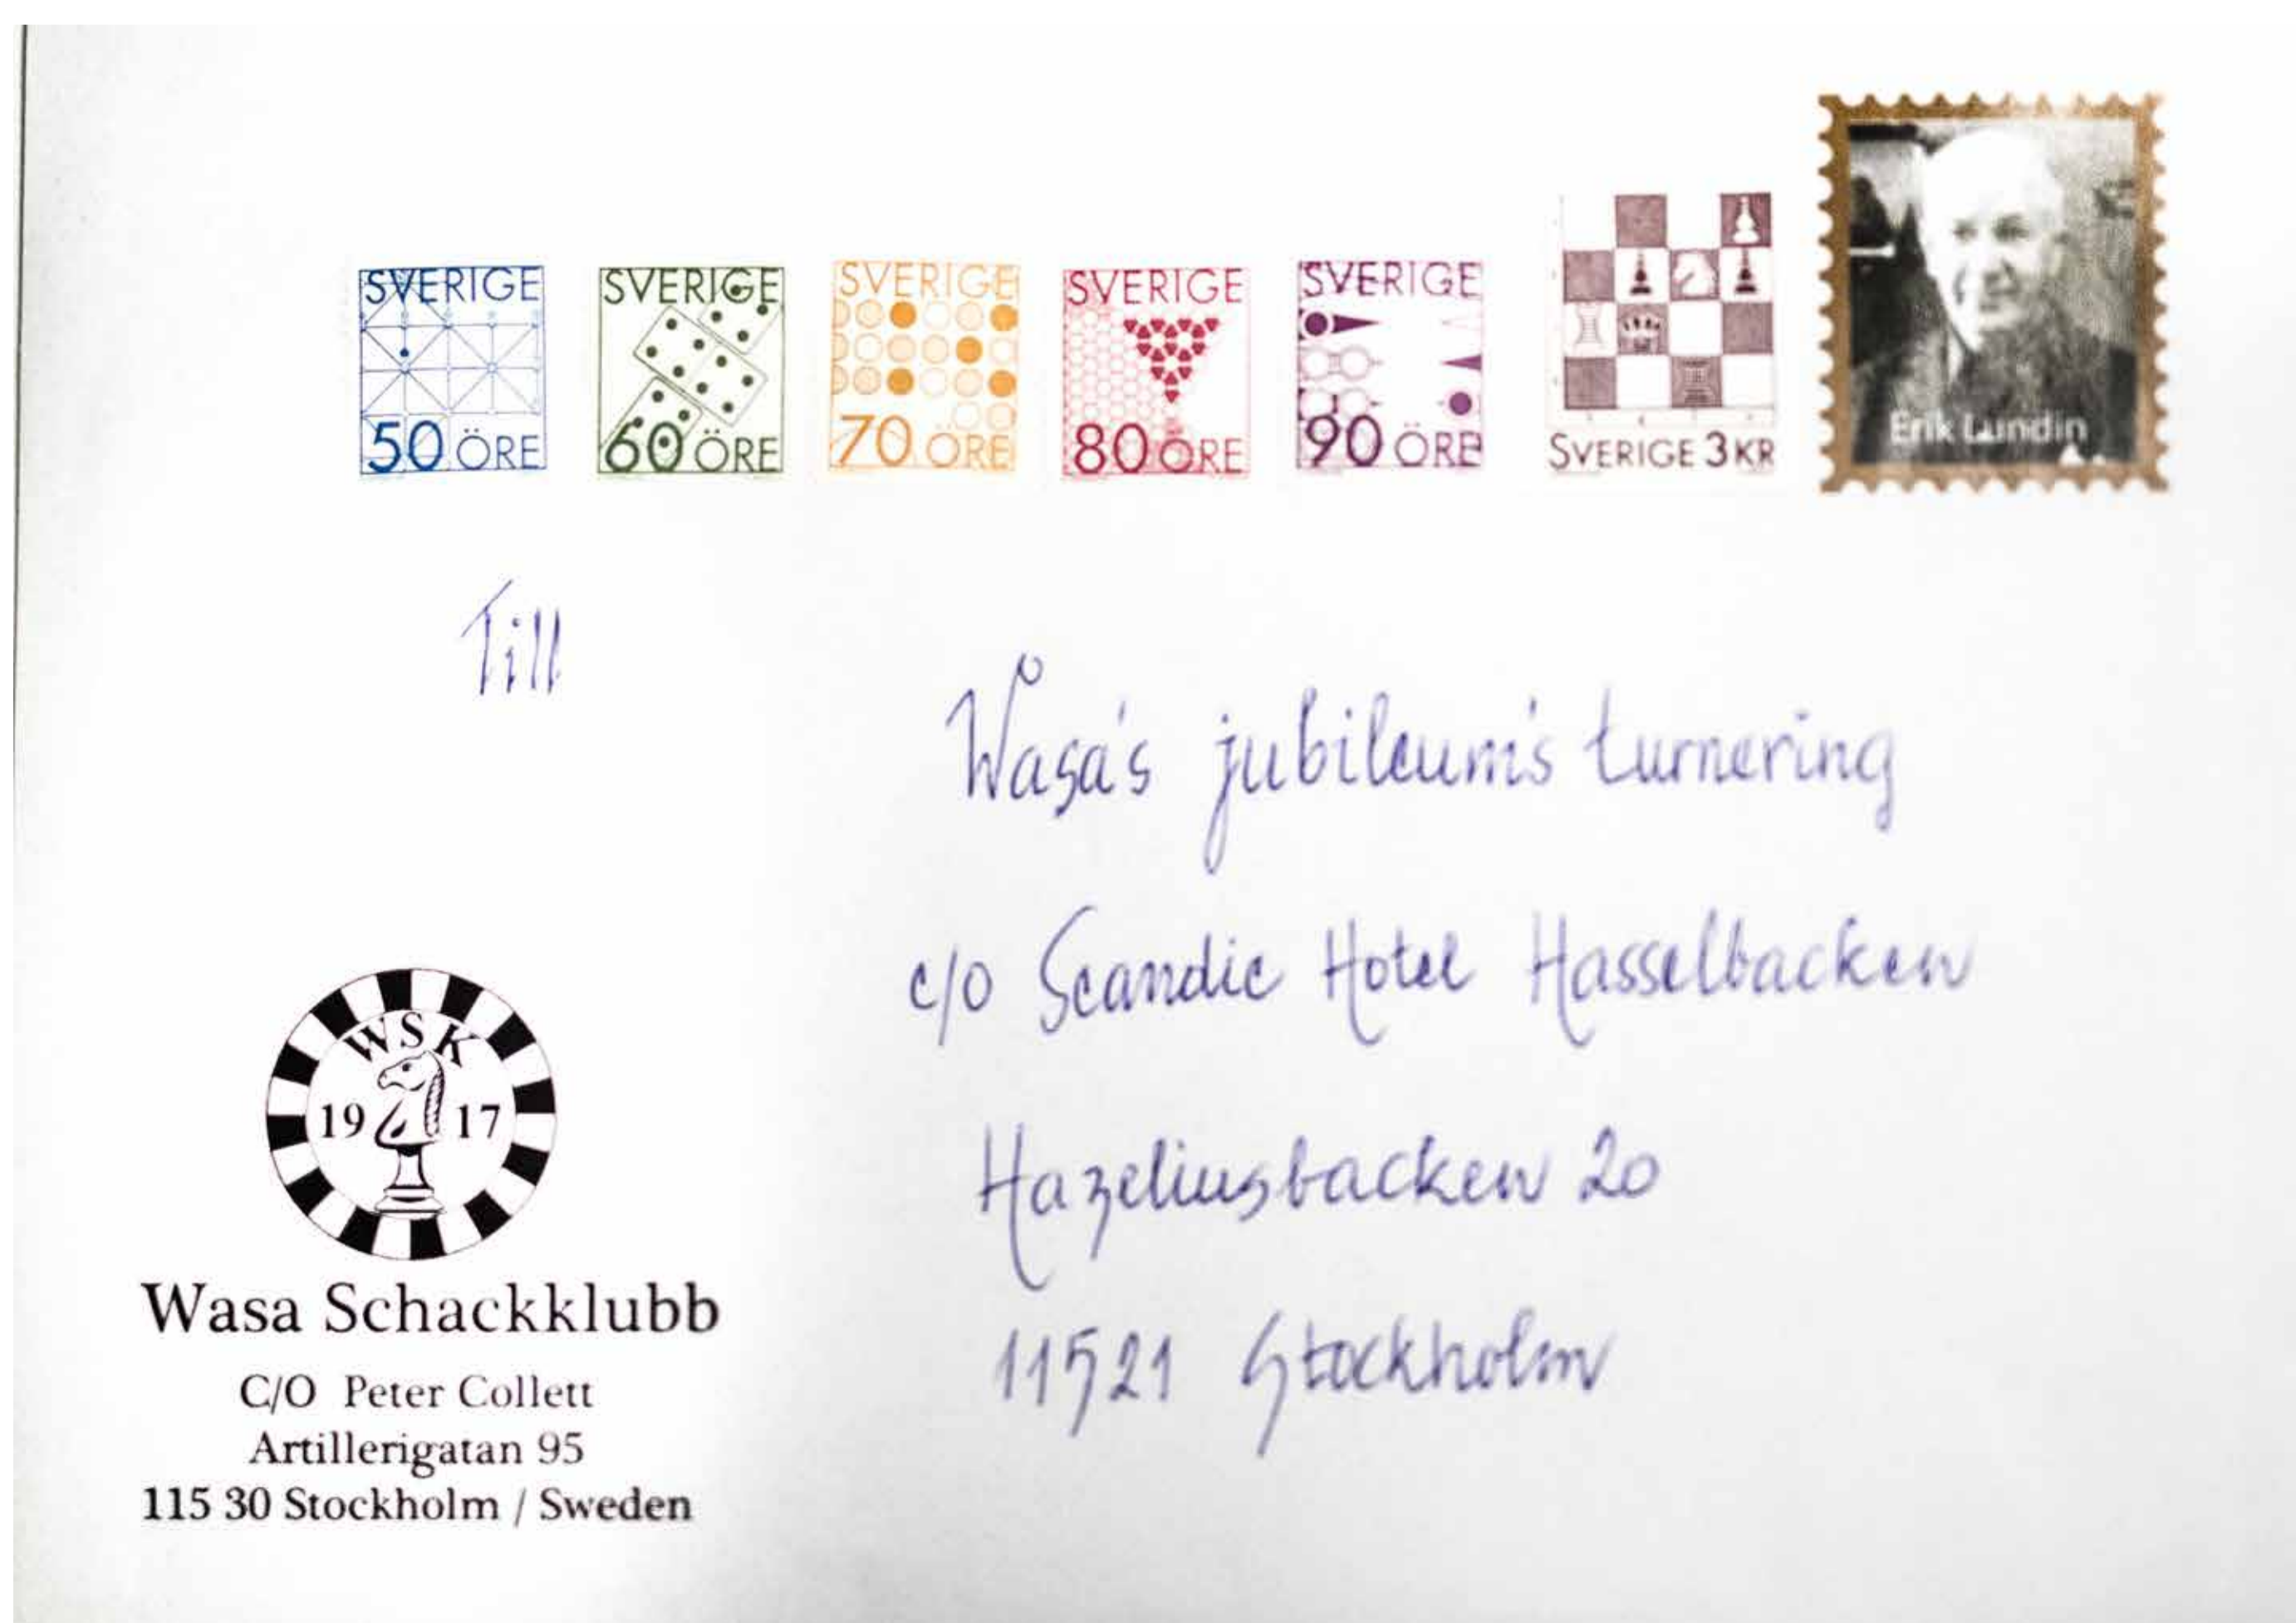 SVERIGE
50 ÖRE
SVERIGE
60 ÖRE
SVERIGE
70 ÖRE
SVERIGE
80 ÖRE
SVERIGE
90 ÖRE
SVERIGE 3 KR
Erik Lundin
Till
Wasa's jubileum's turnering
c/o Scandic Hotel Hasselbacken
Hazeliusbacken 20
11521 Stockholm
WSK
19 17
Wasa Schackklubb
C/O Peter Collett
Artillerigatan 95
115 30 Stockholm / Sweden